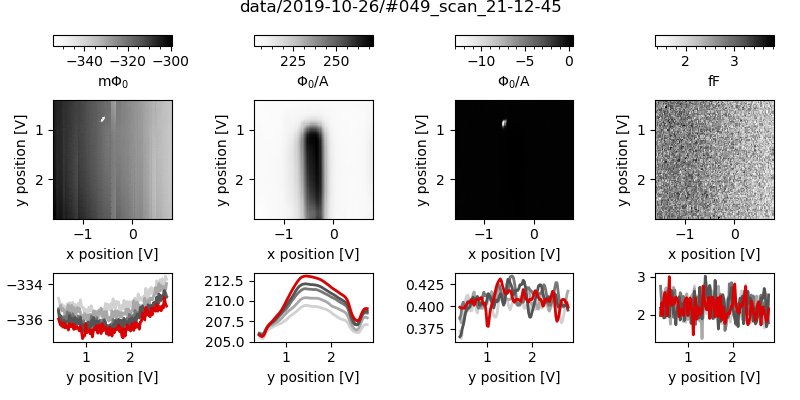 data/2019-10-26/#049_scan_21-12-45
−340 −320 −300 225 250 −10 −5 0 2 3
mΦ₀ Φ₀/A Φ₀/A fF
y position [V] 1 2 y position [V] 1 2 y position [V] 1 2 y position [V] 1 2
−1 0 −1 0 −1 0 −1 0
x position [V] x position [V] x position [V] x position [V]
−334 212.5 0.425 3
210.0 0.400
−336 207.5 2
205.0 0.375
1 2 1 2 1 2 1 2
y position [V] y position [V] y position [V] y position [V]